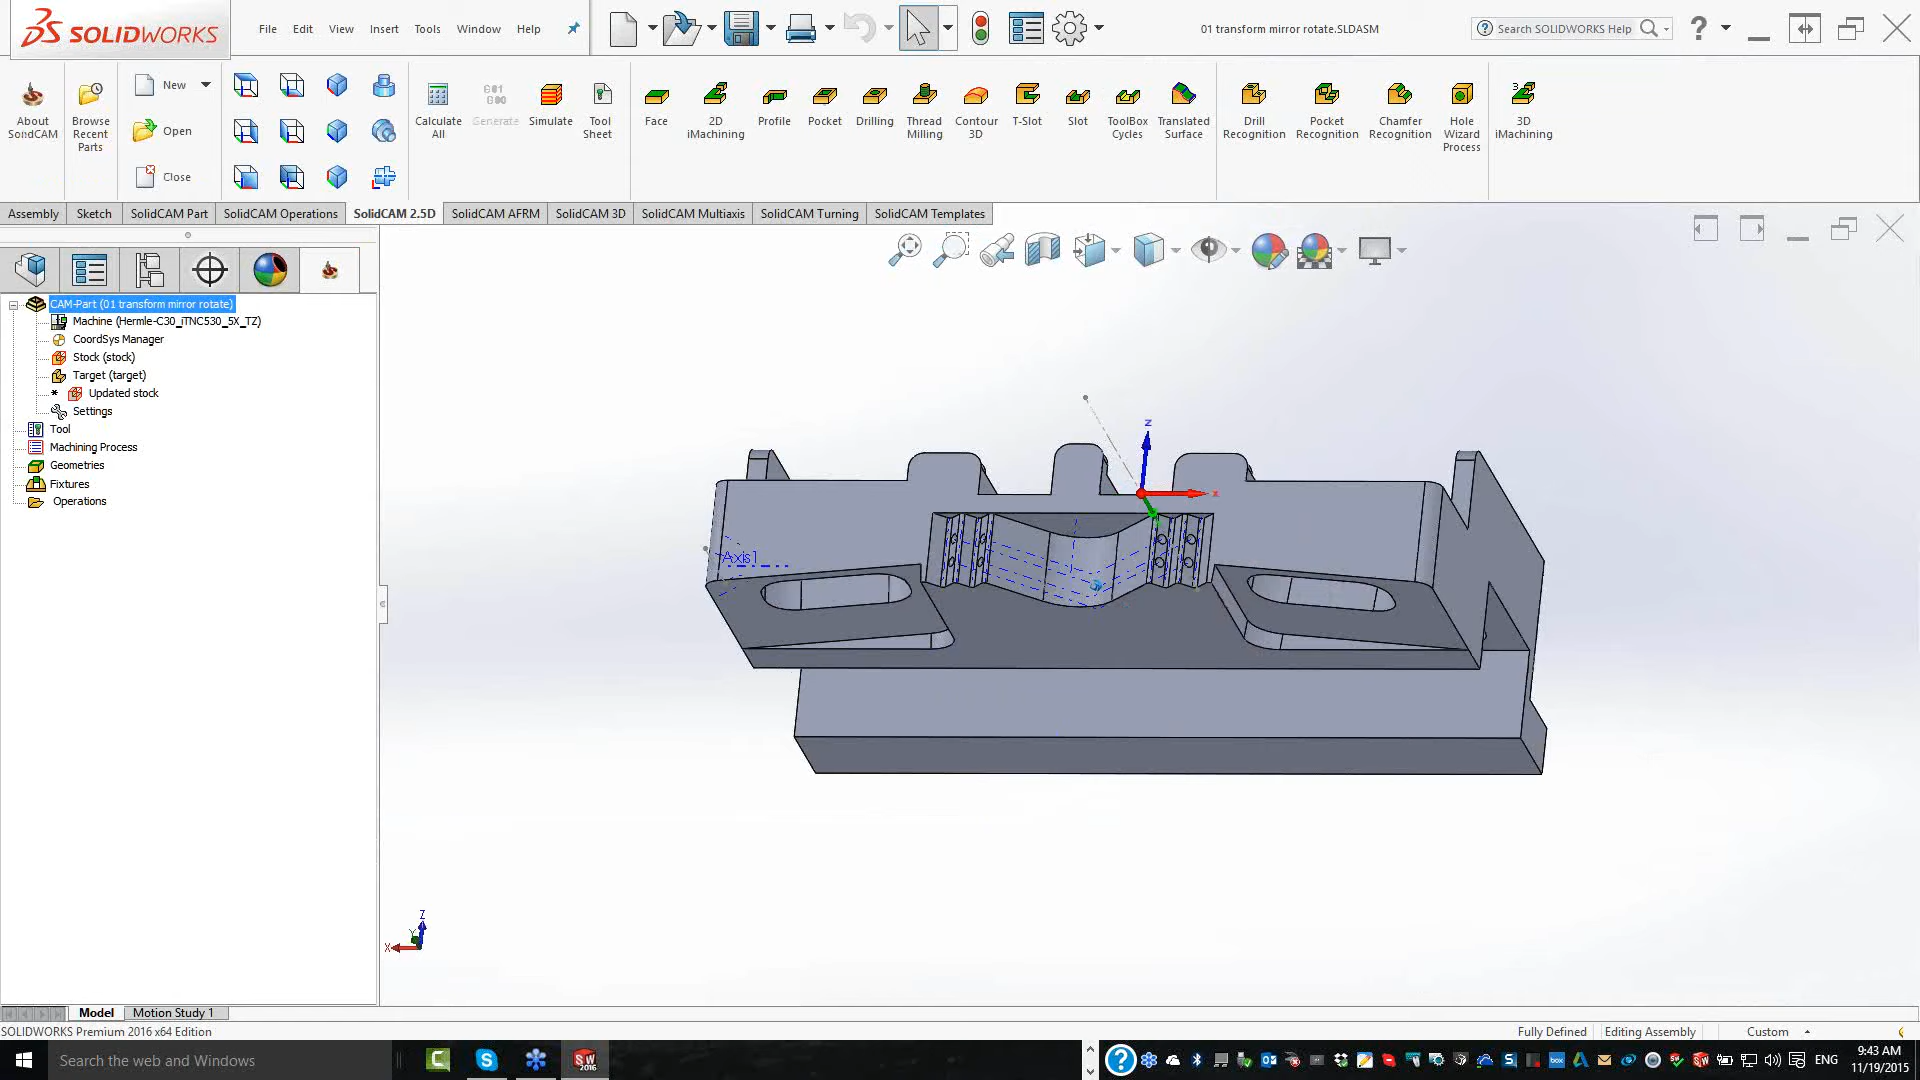 SOLIDWORKS
File Edit View Insert Tools Window Help
01 transform mirror rotate.SLDASM
Search SOLIDWORKS Help
About SolidCAM
Browse Recent Parts
New
Open
Close
Calculate All
G01 G00 Generate
Simulate
Tool Sheet
Face
2D iMachining
Profile
Pocket
Drilling
Thread Milling
Contour 3D
T-Slot
Slot
ToolBox Cycles
Translated Surface
Drill Recognition
Pocket Recognition
Chamfer Recognition
Hole Wizard Process
3D iMachining
Assembly Sketch SolidCAM Part SolidCAM Operations SolidCAM 2.5D SolidCAM AFRM SolidCAM 3D SolidCAM Multiaxis SolidCAM Turning SolidCAM Templates
CAM-Part (01 transform mirror rotate)
Machine (Hermle-C30_iTNC530_5X_TZ)
CoordSys Manager
Stock (stock)
Target (target)
* Updated stock
Settings
Tool
Machining Process
Geometries
Fixtures
Operations
Z
X
Axis1
Z
Y
X
Model Motion Study 1
SOLIDWORKS Premium 2016 x64 Edition
Fully Defined Editing Assembly Custom
Search the web and Windows
SW 2016
ENG
9:43 AM
11/19/2015